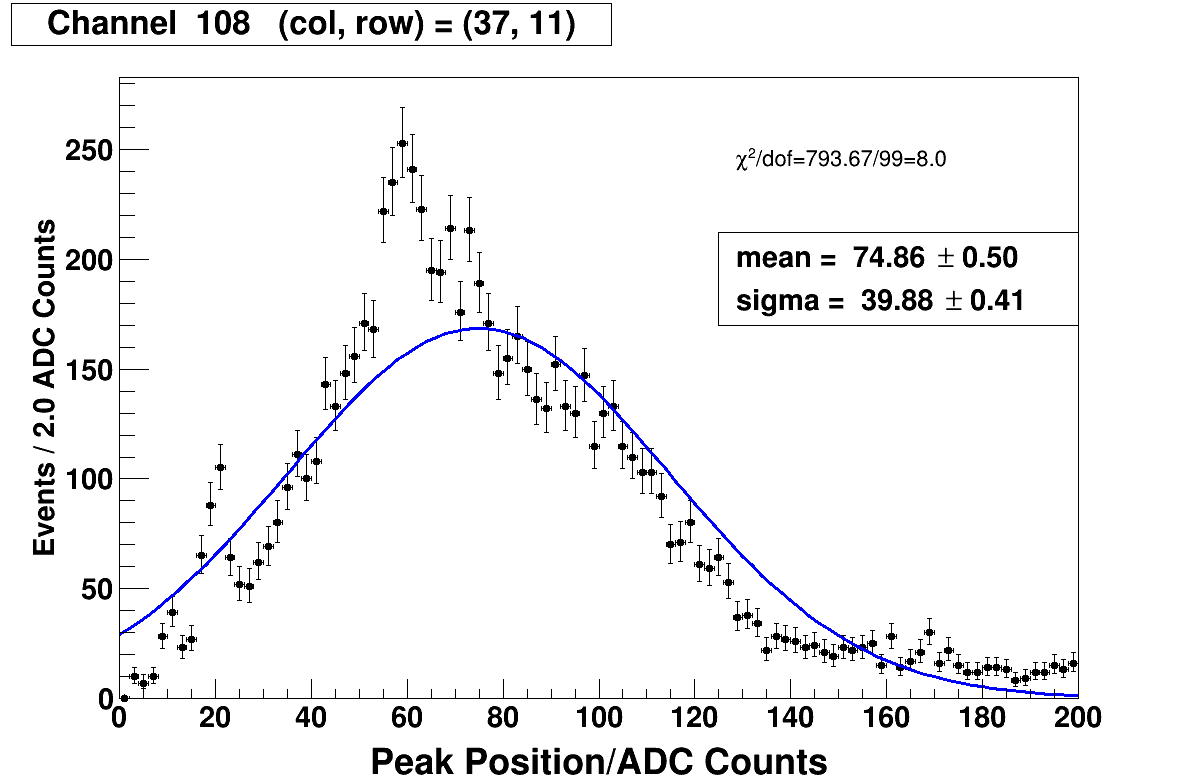 Channel 108 (col, row) = (37, 11)
χ²/dof=793.67/99=8.0
mean = 74.86 ± 0.50
sigma = 39.88 ± 0.41
Events / 2.0 ADC Counts
250
200
150
100
50
0
0 20 40 60 80 100 120 140 160 180 200
Peak Position/ADC Counts